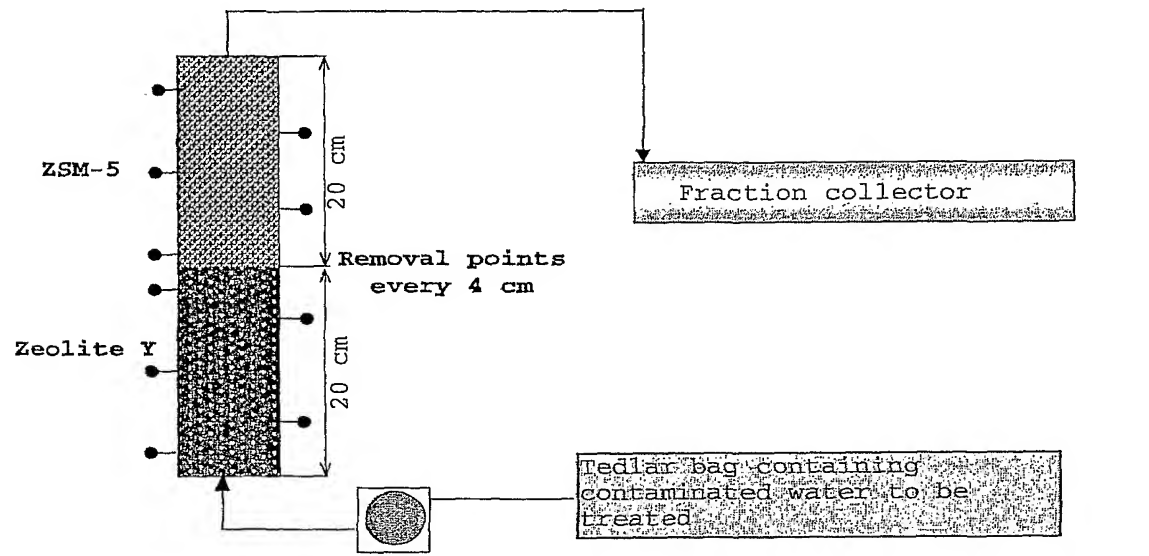 ZSM-5
20 cm
Fraction collector
Removal points
every 4 cm
Zeolite Y
20 cm
Tedlar bag containing
contaminated water to be
treated